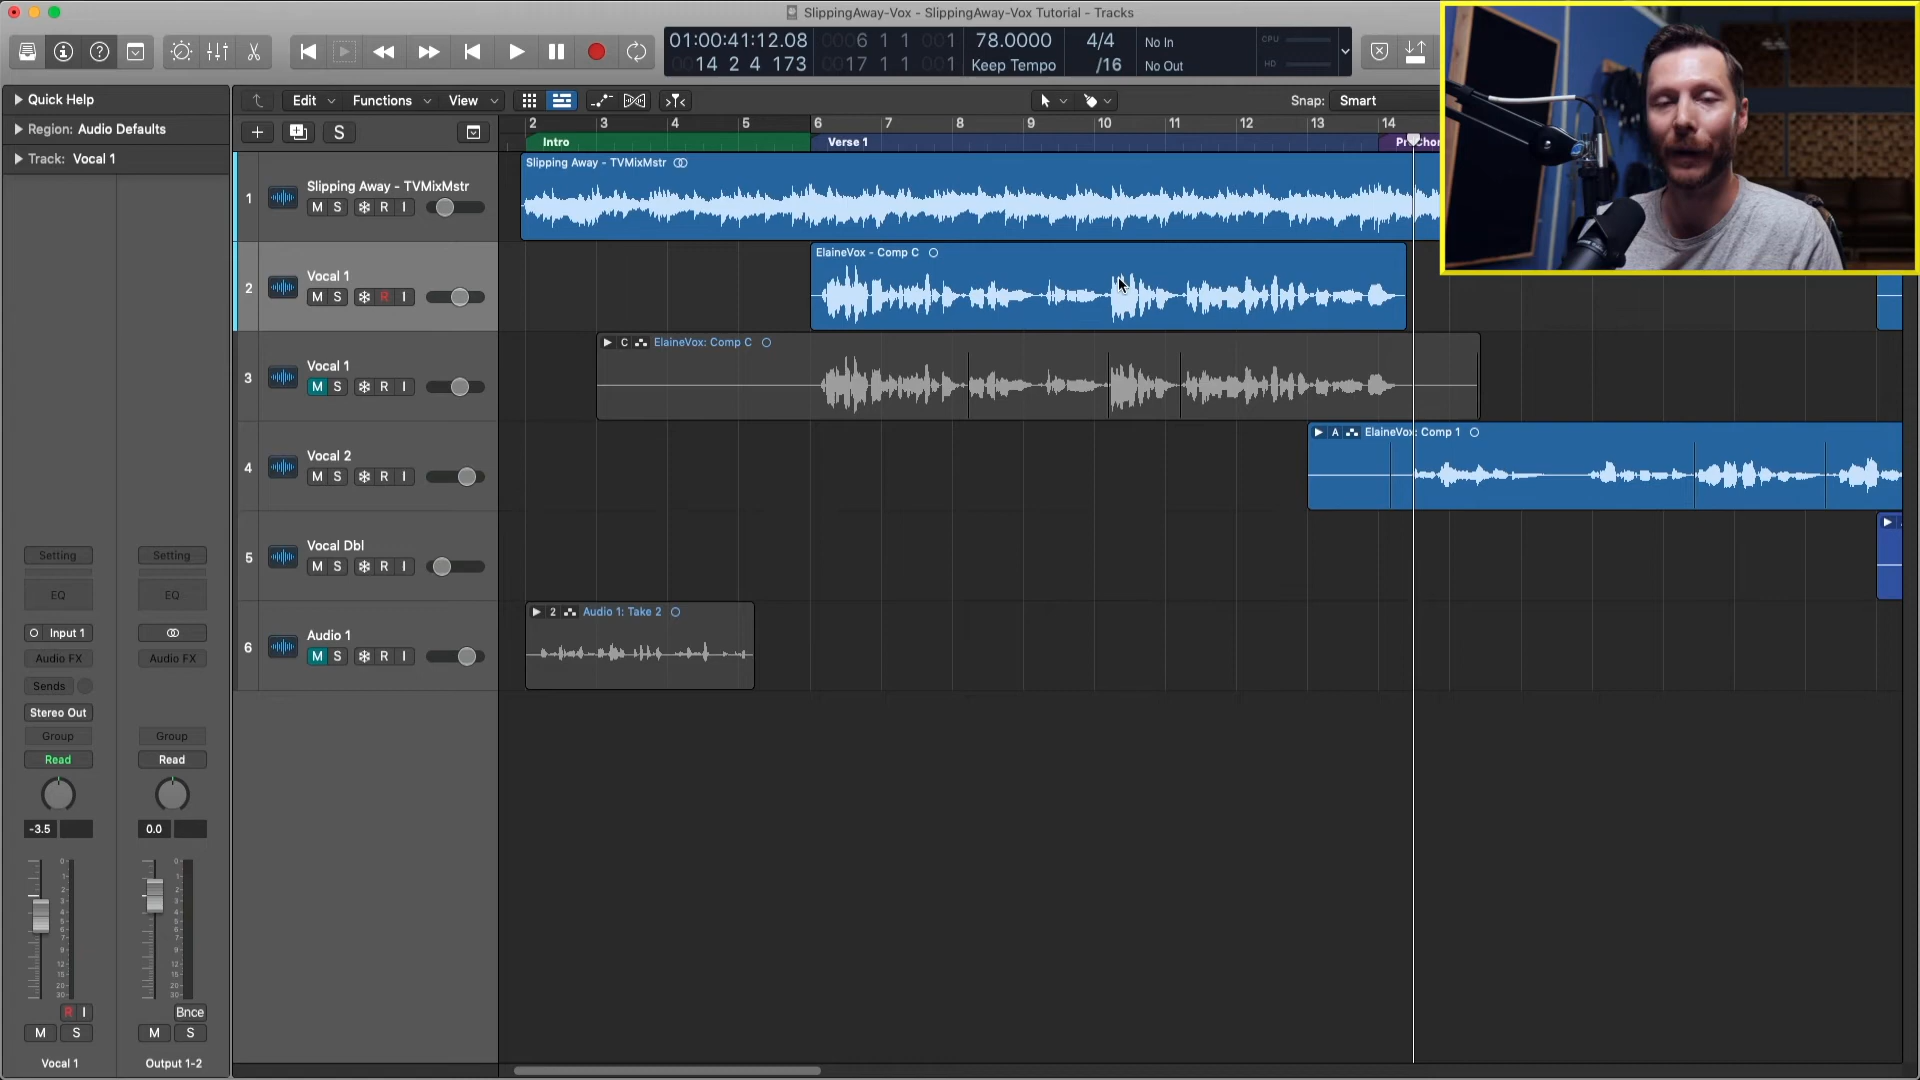 SlippingAway-Vox - SlippingAway-Vox Tutorial - Tracks
01:00:41:12.08 0006 1 1 001 78.0000 4/4 No In CPU
0014 2 4 173 0017 1 1 001 Keep Tempo /16 No Out HD
Quick Help
Region: Audio Defaults
Track: Vocal 1
Edit Functions View Snap: Smart
S
2 3 4 5 6 7 8 9 10 11 12 13 14
Intro Verse 1
1 Slipping Away - TVMixMstr
M S R I
Slipping Away - TVMixMstr
2 Vocal 1
M S R I
ElaineVox - Comp C
3 Vocal 1
M S R I
C ElaineVox: Comp C
4 Vocal 2
M S R I
A ElaineVox: Comp 1
5 Vocal Dbl
M S R I
6 Audio 1
M S R I
2 Audio 1: Take 2
Setting Setting
EQ EQ
Input 1
Audio FX Audio FX
Sends
Stereo Out
Group Group
Read Read
-3.5 0.0
R I Bnce
M S M S
Vocal 1 Output 1-2